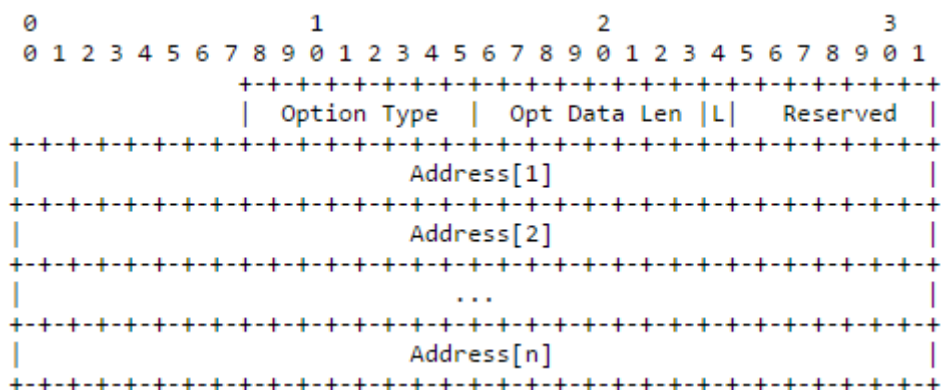 0                   1                   2                   3
 0 1 2 3 4 5 6 7 8 9 0 1 2 3 4 5 6 7 8 9 0 1 2 3 4 5 6 7 8 9 0 1
                +-+-+-+-+-+-+-+-+-+-+-+-+-+-+-+-+-+-+-+-+-+-+-+-+
                |  Option Type  |  Opt Data Len |L|   Reserved  |
+-+-+-+-+-+-+-+-+-+-+-+-+-+-+-+-+-+-+-+-+-+-+-+-+-+-+-+-+-+-+-+-+
|                           Address[1]                          |
+-+-+-+-+-+-+-+-+-+-+-+-+-+-+-+-+-+-+-+-+-+-+-+-+-+-+-+-+-+-+-+-+
|                           Address[2]                          |
+-+-+-+-+-+-+-+-+-+-+-+-+-+-+-+-+-+-+-+-+-+-+-+-+-+-+-+-+-+-+-+-+
|                              ...                              |
+-+-+-+-+-+-+-+-+-+-+-+-+-+-+-+-+-+-+-+-+-+-+-+-+-+-+-+-+-+-+-+-+
|                           Address[n]                          |
+-+-+-+-+-+-+-+-+-+-+-+-+-+-+-+-+-+-+-+-+-+-+-+-+-+-+-+-+-+-+-+-+